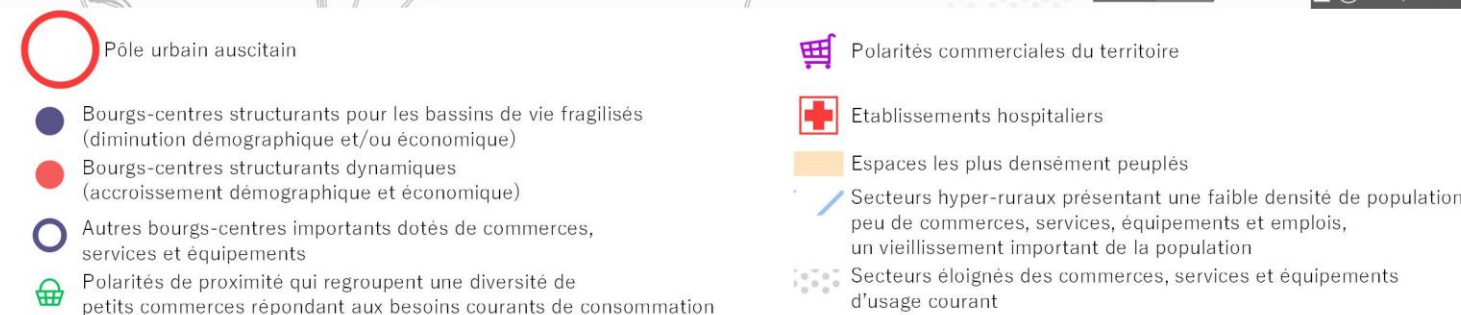 Pôle urbain auscitain
Bourgs-centres structurants pour les bassins de vie fragilisés
(diminution démographique et/ou économique)
Bourgs-centres structurants dynamiques
(accroissement démographique et économique)
Autres bourgs-centres importants dotés de commerces,
services et équipements
Polarités de proximité qui regroupent une diversité de
petits commerces répondant aux besoins courants de consommation
Polarités commerciales du territoire
Etablissements hospitaliers
Espaces les plus densément peuplés
Secteurs hyper-ruraux présentant une faible densité de population
peu de commerces, services, équipements et emplois,
un vieillissement important de la population
Secteurs éloignés des commerces, services et équipements
d'usage courant